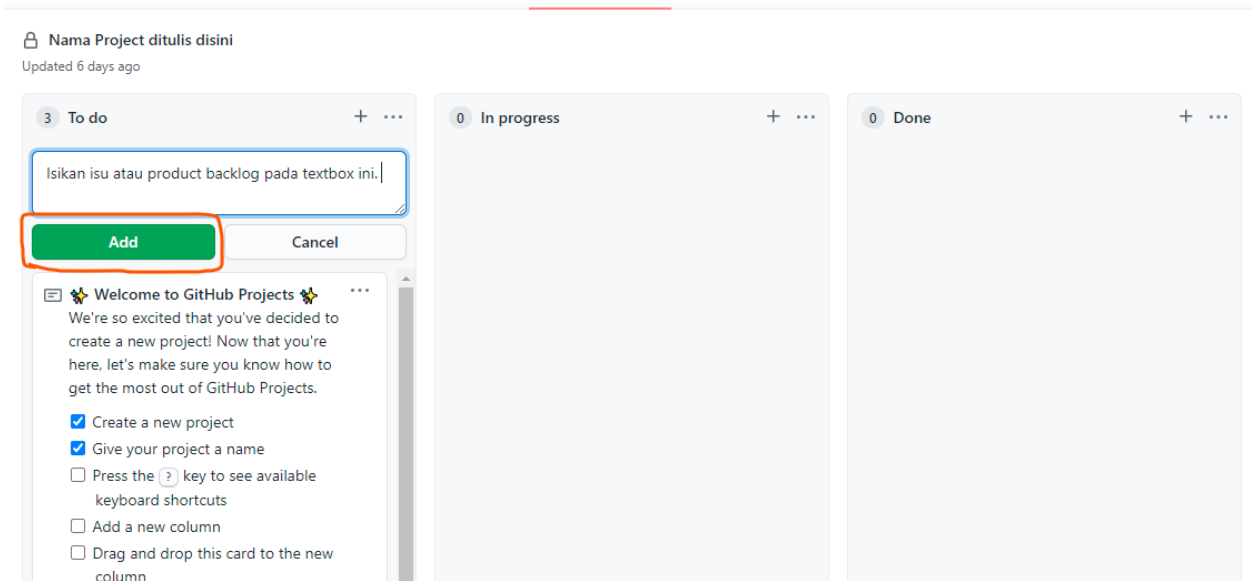 Nama Project ditulis disini
Updated 6 days ago
3 To do
Isikan isu atau product backlog pada textbox ini.
Add Cancel
✨ Welcome to GitHub Projects ✨
We're so excited that you've decided to
create a new project! Now that you're
here, let's make sure you know how to
get the most out of GitHub Projects.
Create a new project
Give your project a name
Press the ? key to see available
keyboard shortcuts
Add a new column
Drag and drop this card to the new
column
0 In progress
0 Done